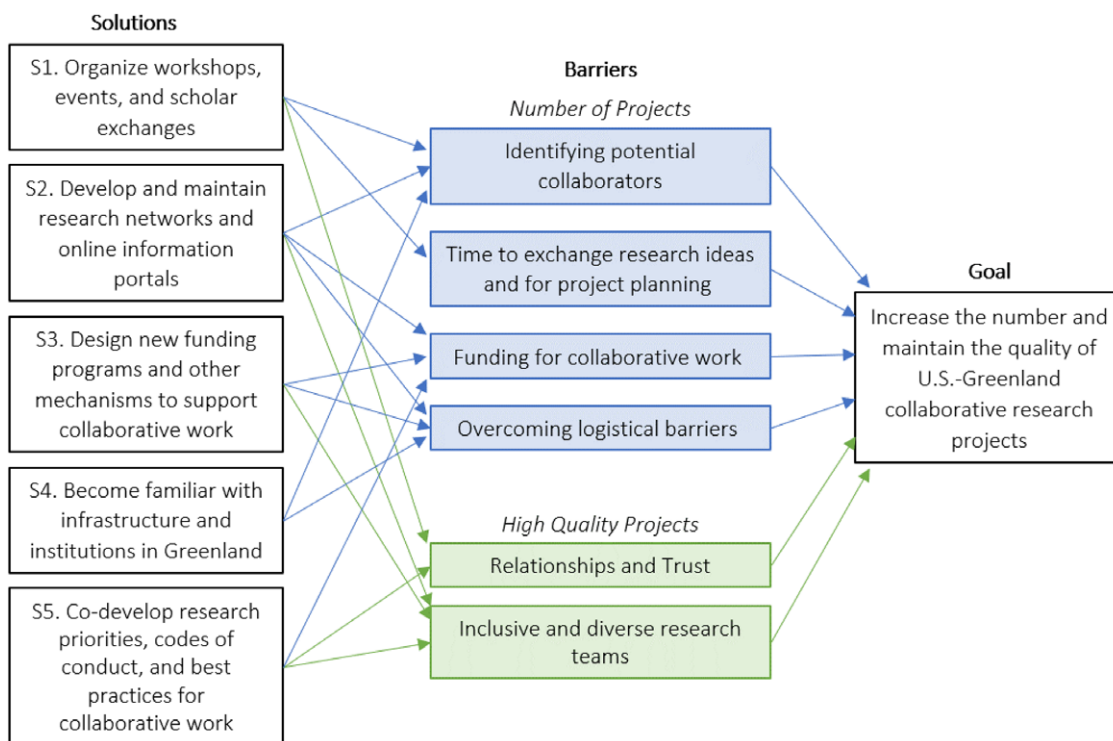 Solutions
S1. Organize workshops,
events, and scholar
exchanges
S2. Develop and maintain
research networks and
online information
portals
S3. Design new funding
programs and other
mechanisms to support
collaborative work
S4. Become familiar with
infrastructure and
institutions in Greenland
S5. Co-develop research
priorities, codes of
conduct, and best
practices for
collaborative work
Barriers
Number of Projects
Identifying potential
collaborators
Time to exchange research ideas
and for project planning
Funding for collaborative work
Overcoming logistical barriers
High Quality Projects
Relationships and Trust
Inclusive and diverse research
teams
Goal
Increase the number and
maintain the quality of
U.S.-Greenland
collaborative research
projects